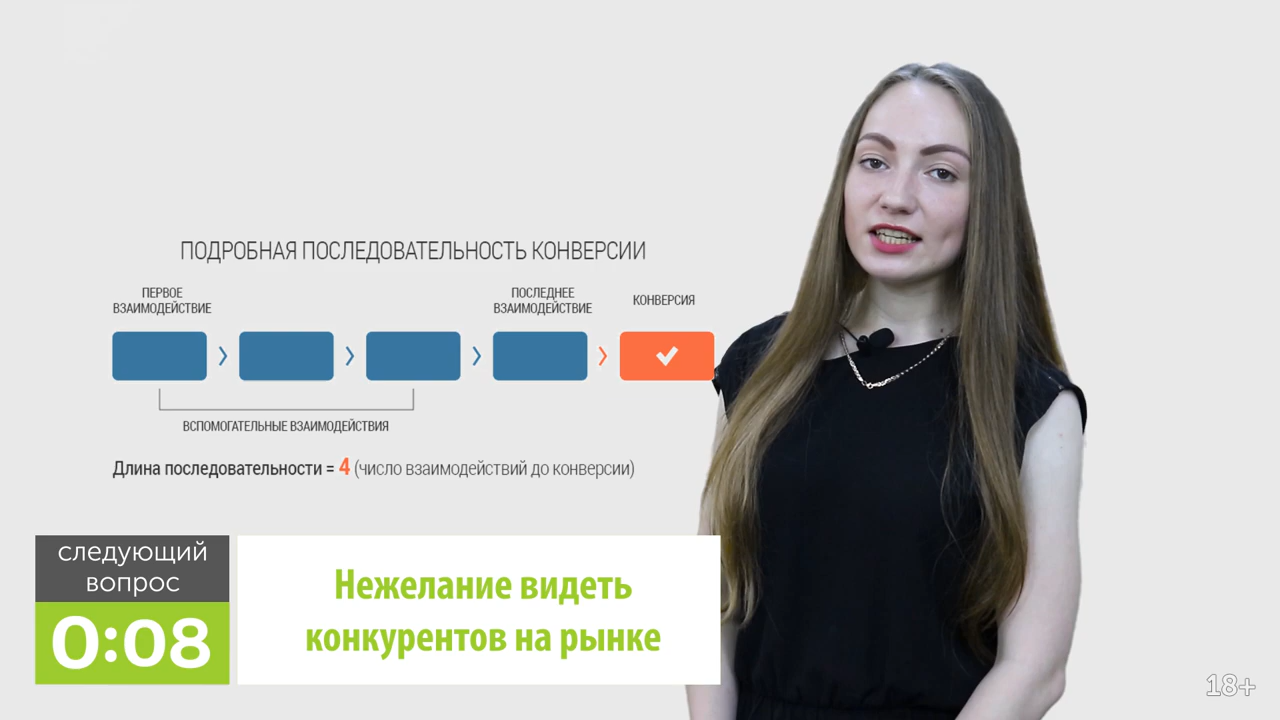 ПОДРОБНАЯ ПОСЛЕДОВАТЕЛЬНОСТЬ КОНВЕРСИИ
ПЕРВОЕ
ВЗАИМОДЕЙСТВИЕ
ПОСЛЕДНЕЕ
ВЗАИМОДЕЙСТВИЕ
КОНВЕРСИЯ
ВСПОМОГАТЕЛЬНЫЕ ВЗАИМОДЕЙСТВИЯ
Длина последовательности = 4 (число взаимодействий до конверсии)
следующий
вопрос
0:08
Нежелание видеть
конкурентов на рынке
18+